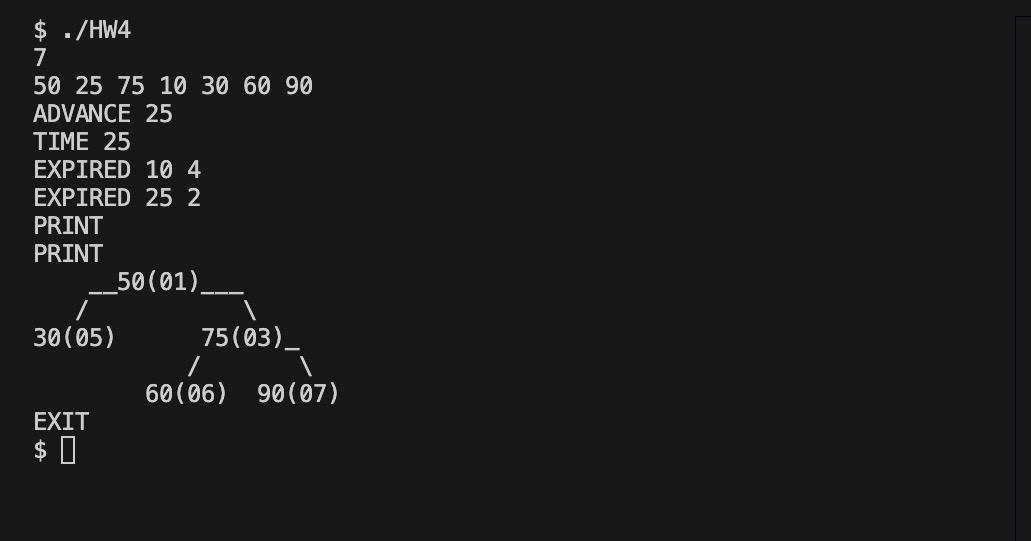 $ ./HW4
7
50 25 75 10 30 60 90
ADVANCE 25
TIME 25
EXPIRED 10 4
EXPIRED 25 2
PRINT
PRINT
    __50(01)___
   /           \
30(05)      75(03)_
           /       \
        60(06)  90(07)
EXIT
$